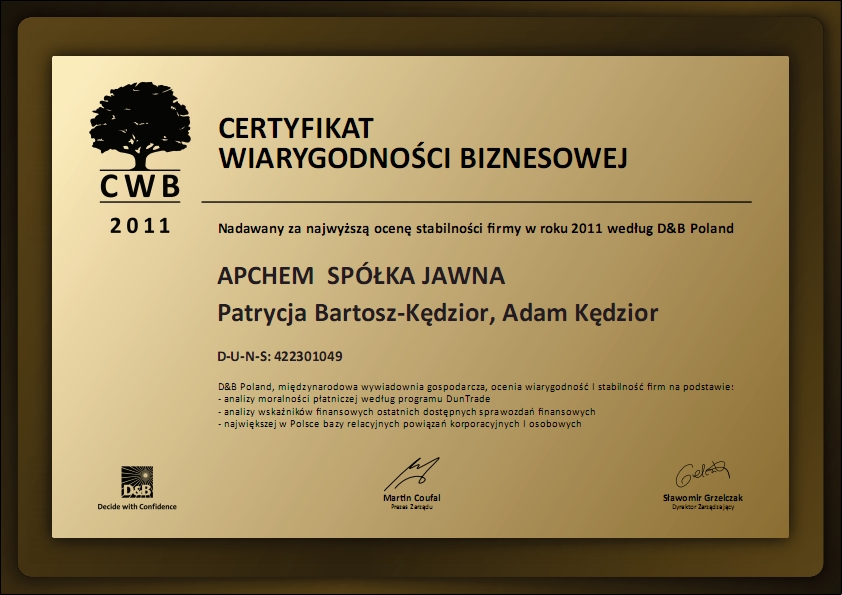 CERTYFIKAT
WIARYGODNOŚCI BIZNESOWEJ
CWB
2011
Nadawany za najwyższą ocenę stabilności firmy w roku 2011 według D&B Poland
APCHEM SPÓŁKA JAWNA
Patrycja Bartosz-Kędzior, Adam Kędzior
D-U-N-S: 422301049
D&B Poland, międzynarodowa wywiadownia gospodarcza, ocenia wiarygodność i stabilność firm na podstawie:
- analizy moralności płatniczej według programu DunTrade
- analizy wskaźników finansowych ostatnich dostępnych sprawozdań finansowych
- największej w Polsce bazy relacyjnych powiązań korporacyjnych i osobowych
D&B
Decide with Confidence
Martin Coufal
Prezes Zarządu
Sławomir Grzelczak
Dyrektor Zarządzający